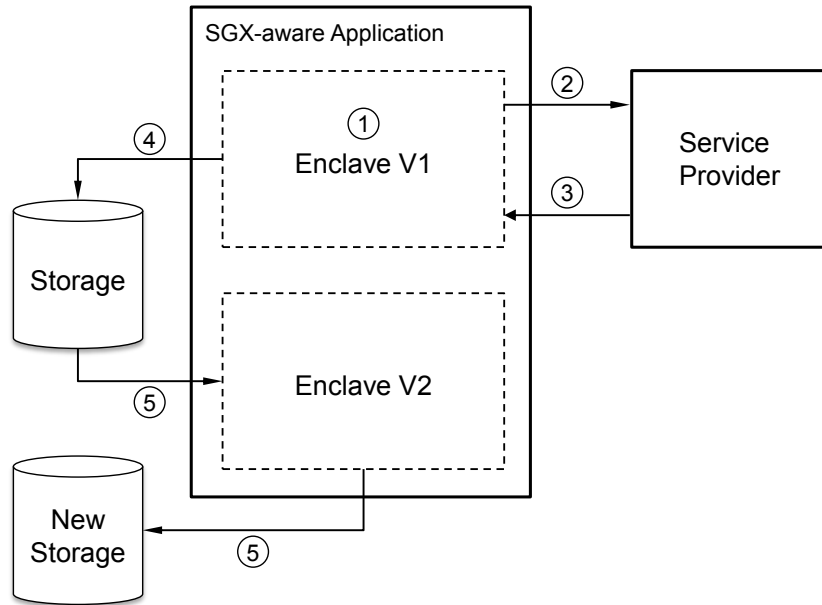 SGX-aware Application
①
Enclave V1
②
③
④
Service
Provider
Storage
Enclave V2
⑤
New
Storage
⑤